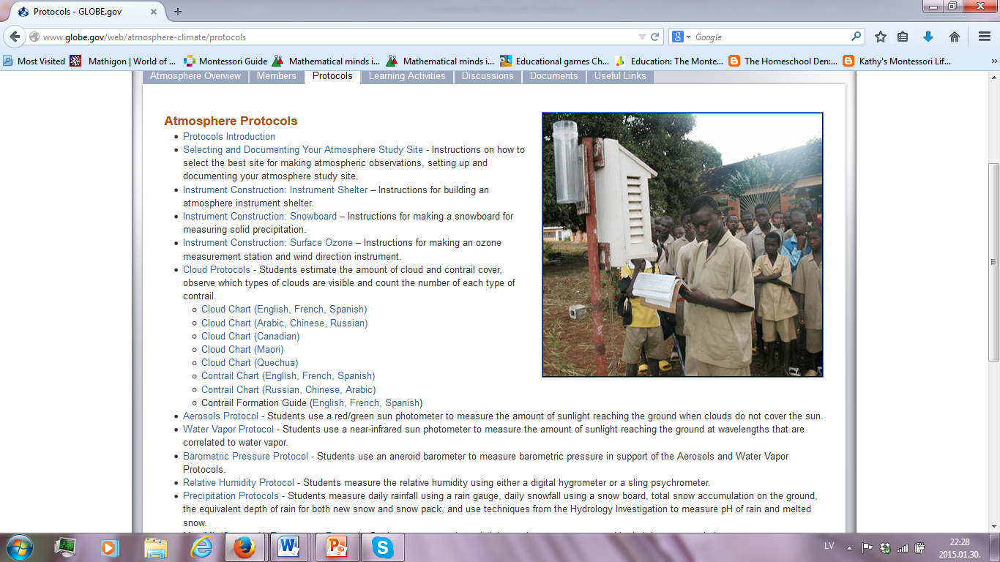 Protocols - GLOBE.gov
www.globe.gov/web/atmosphere-climate/protocols
Google
Most Visited
Mathigon | World of ...
Montessori Guide
Mathematical minds i...
Mathematical minds i...
Educational games Ch...
Education: The Monte...
The Homeschool Den:...
Kathy's Montessori Lif...
Atmosphere Overview
Members
Protocols
Learning Activities
Discussions
Documents
Useful Links
Atmosphere Protocols
Protocols Introduction
Selecting and Documenting Your Atmosphere Study Site - Instructions on how to
select the best site for making atmospheric observations, setting up and
documenting your atmosphere study site.
Instrument Construction: Instrument Shelter – Instructions for building an
atmosphere instrument shelter.
Instrument Construction: Snowboard – Instructions for making a snowboard for
measuring solid precipitation.
Instrument Construction: Surface Ozone – Instructions for making an ozone
measurement station and wind direction instrument.
Cloud Protocols - Students estimate the amount of cloud and contrail cover,
observe which types of clouds are visible and count the number of each type of
contrail.
Cloud Chart (English, French, Spanish)
Cloud Chart (Arabic, Chinese, Russian)
Cloud Chart (Canadian)
Cloud Chart (Maori)
Cloud Chart (Quechua)
Contrail Chart (English, French, Spanish)
Contrail Chart (Russian, Chinese, Arabic)
Contrail Formation Guide (English, French, Spanish)
Aerosols Protocol - Students use a red/green sun photometer to measure the amount of sunlight reaching the ground when clouds do not cover the sun.
Water Vapor Protocol - Students use a near-infrared sun photometer to measure the amount of sunlight reaching the ground at wavelengths that are
correlated to water vapor.
Barometric Pressure Protocol - Students use an aneroid barometer to measure barometric pressure in support of the Aerosols and Water Vapor
Protocols.
Relative Humidity Protocol - Students measure the relative humidity using either a digital hygrometer or a sling psychrometer.
Precipitation Protocols - Students measure daily rainfall using a rain gauge, daily snowfall using a snow board, total snow accumulation on the ground,
the equivalent depth of rain for both new snow and snow pack, and use techniques from the Hydrology Investigation to measure pH of rain and melted
snow.
LV
22:28
2015.01.30.